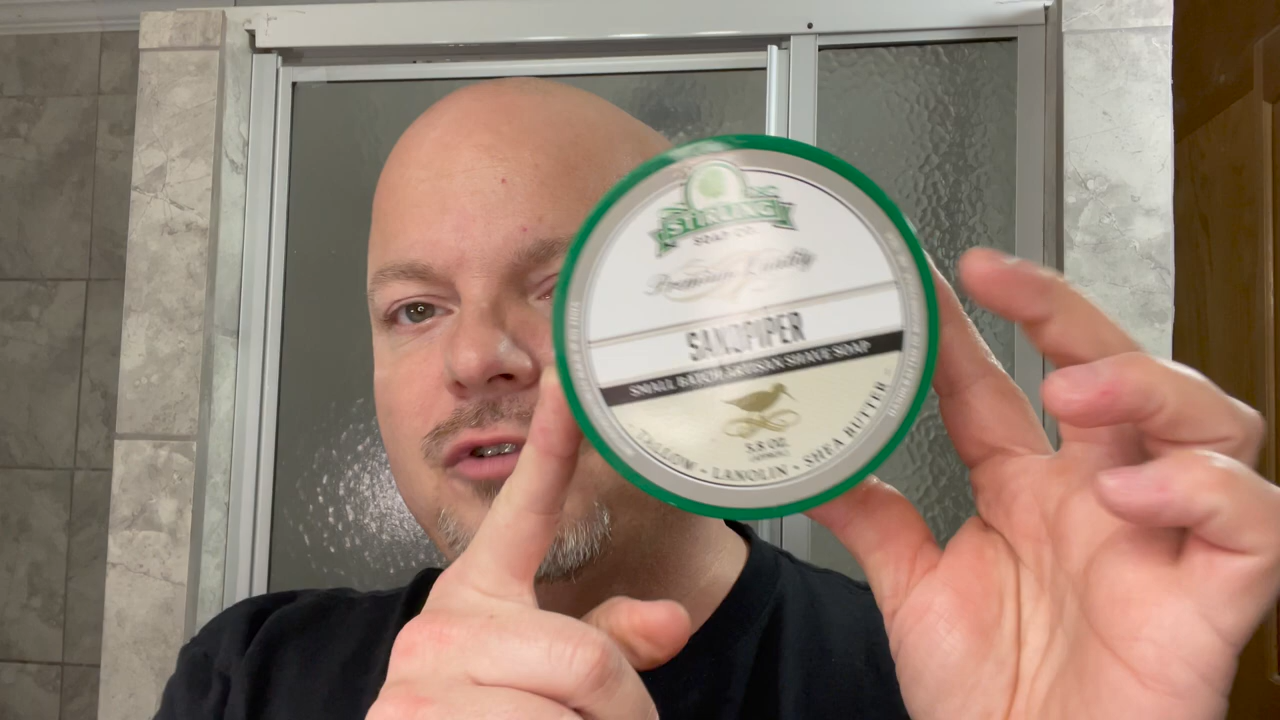 STIRLING
SOAP CO.
Premium Quality
SANDPIPER
SMALL BATCH ARTISAN SHAVE SOAP
5.8 OZ
TALLOW • LANOLIN • SHEA BUTTER